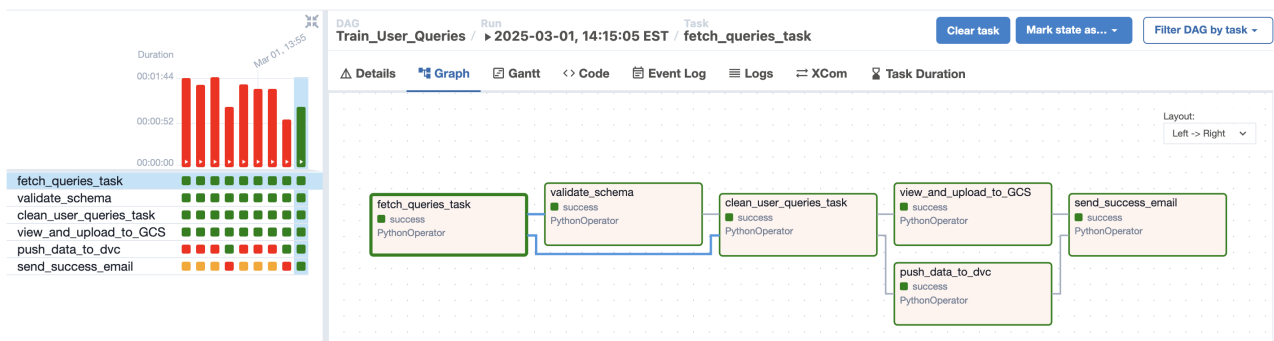 Duration
Mar 01, 13:55
00:01:44
00:00:52
00:00:00
fetch_queries_task
validate_schema
clean_user_queries_task
view_and_upload_to_GCS
push_data_to_dvc
send_success_email
DAG
Train_User_Queries /
Run
2025-03-01, 14:15:05 EST /
Task
fetch_queries_task
Clear task
Mark state as...
Filter DAG by task
Details
Graph
Gantt
Code
Event Log
Logs
XCom
Task Duration
Layout:
Left -> Right
fetch_queries_task
success
PythonOperator
validate_schema
success
PythonOperator
clean_user_queries_task
success
PythonOperator
view_and_upload_to_GCS
success
PythonOperator
push_data_to_dvc
success
PythonOperator
send_success_email
success
PythonOperator